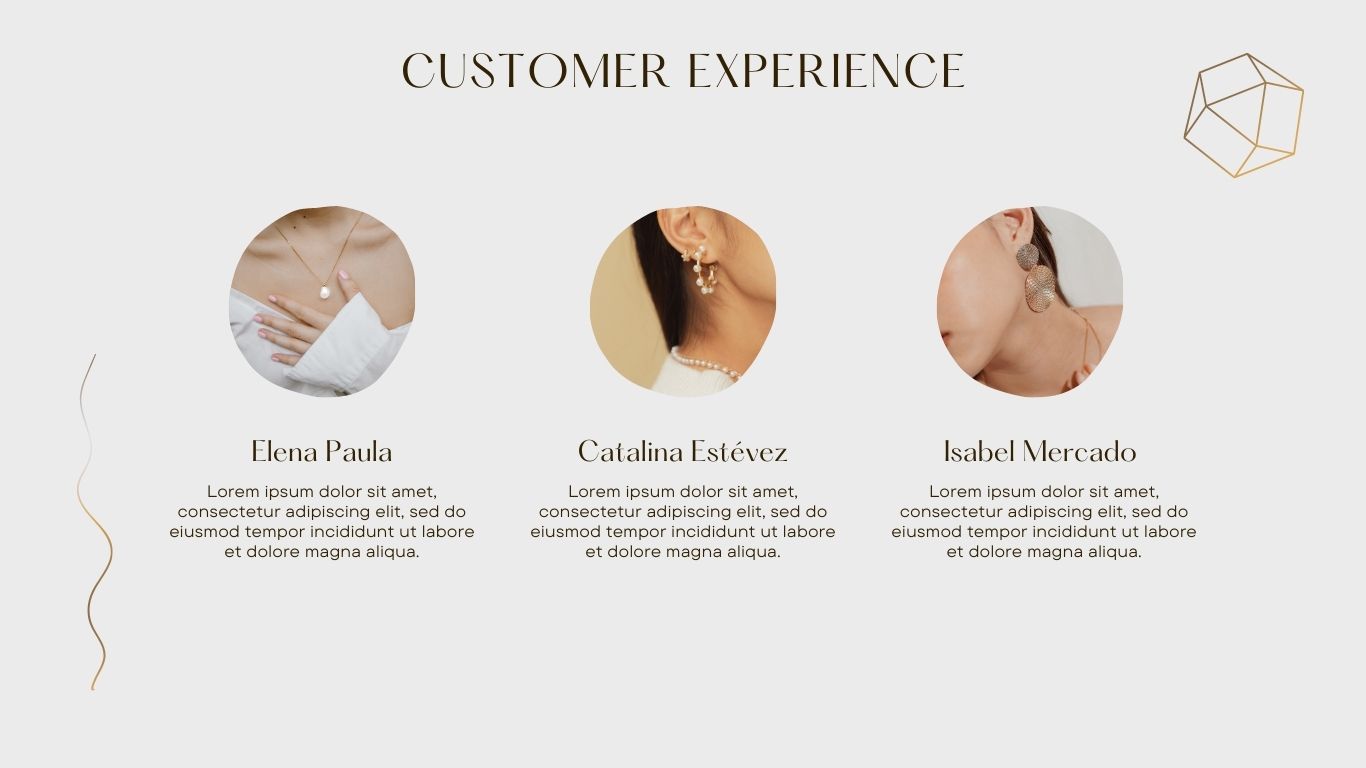 CUSTOMER EXPERIENCE
Elena Paula
Lorem ipsum dolor sit amet,
consectetur adipiscing elit, sed do
eiusmod tempor incididunt ut labore
et dolore magna aliqua.
Catalina Estévez
Lorem ipsum dolor sit amet,
consectetur adipiscing elit, sed do
eiusmod tempor incididunt ut labore
et dolore magna aliqua.
Isabel Mercado
Lorem ipsum dolor sit amet,
consectetur adipiscing elit, sed do
eiusmod tempor incididunt ut labore
et dolore magna aliqua.